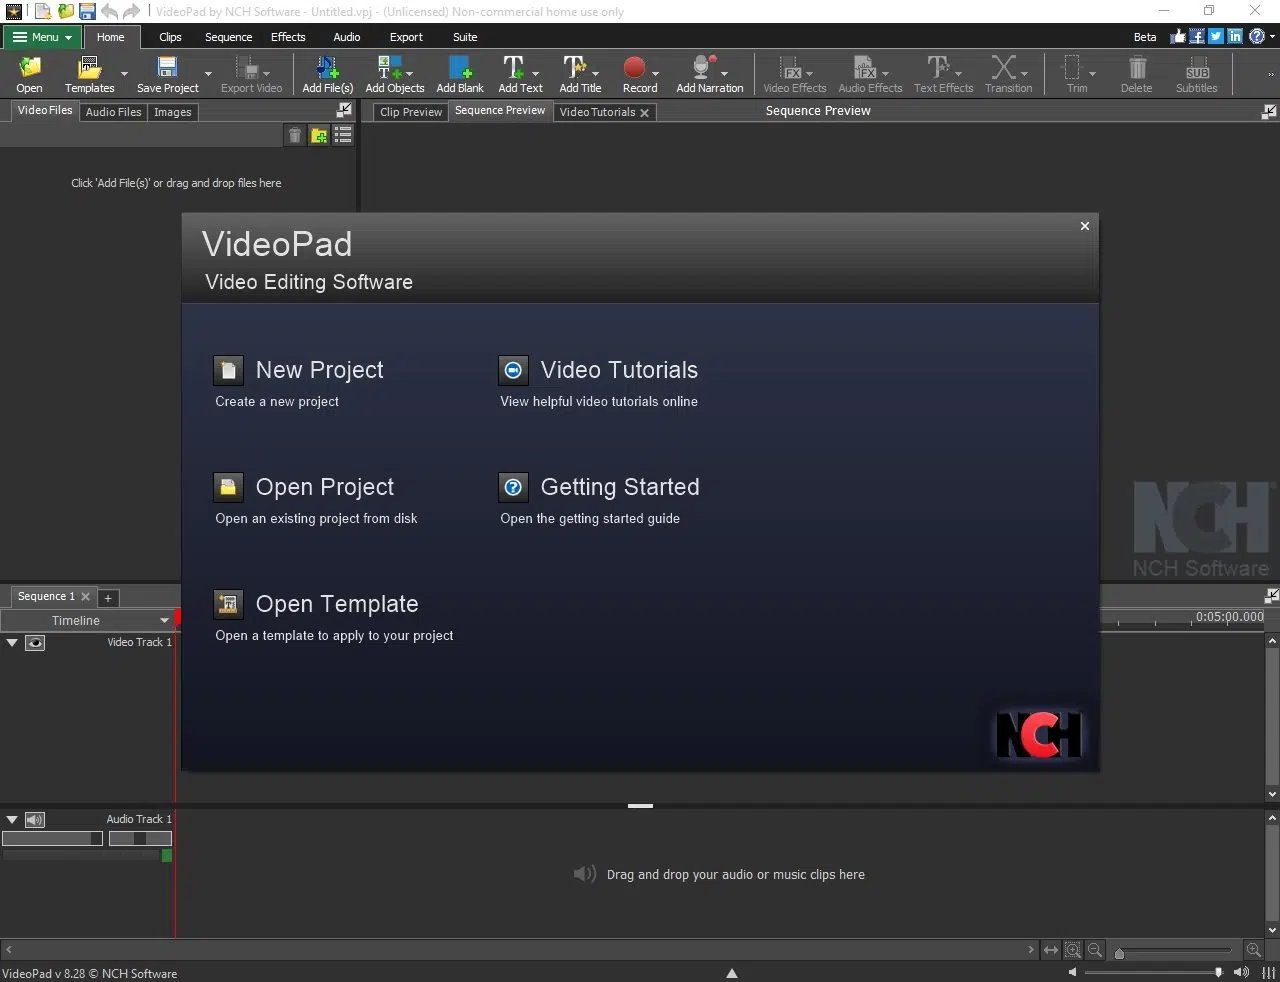 VideoPad by NCH Software - Untitled.vpj - (Unlicensed) Non-commercial home use only
Menu Home Clips Sequence Effects Audio Export Suite Beta
Open Templates Save Project Export Video Add File(s) Add Objects Add Blank Add Text Add Title Record Add Narration Video Effects Audio Effects Text Effects Transition Trim Delete Subtitles
Video Files Audio Files Images Clip Preview Sequence Preview Video Tutorials Sequence Preview
Click 'Add File(s)' or drag and drop files here
VideoPad
Video Editing Software
New Project
Create a new project
Video Tutorials
View helpful video tutorials online
Open Project
Open an existing project from disk
Getting Started
Open the getting started guide
Open Template
Open a template to apply to your project
NCH
NCH
NCH Software
Sequence 1
Timeline
0:05:00.000
Video Track 1
Audio Track 1
Drag and drop your audio or music clips here
VideoPad v 8.28 © NCH Software